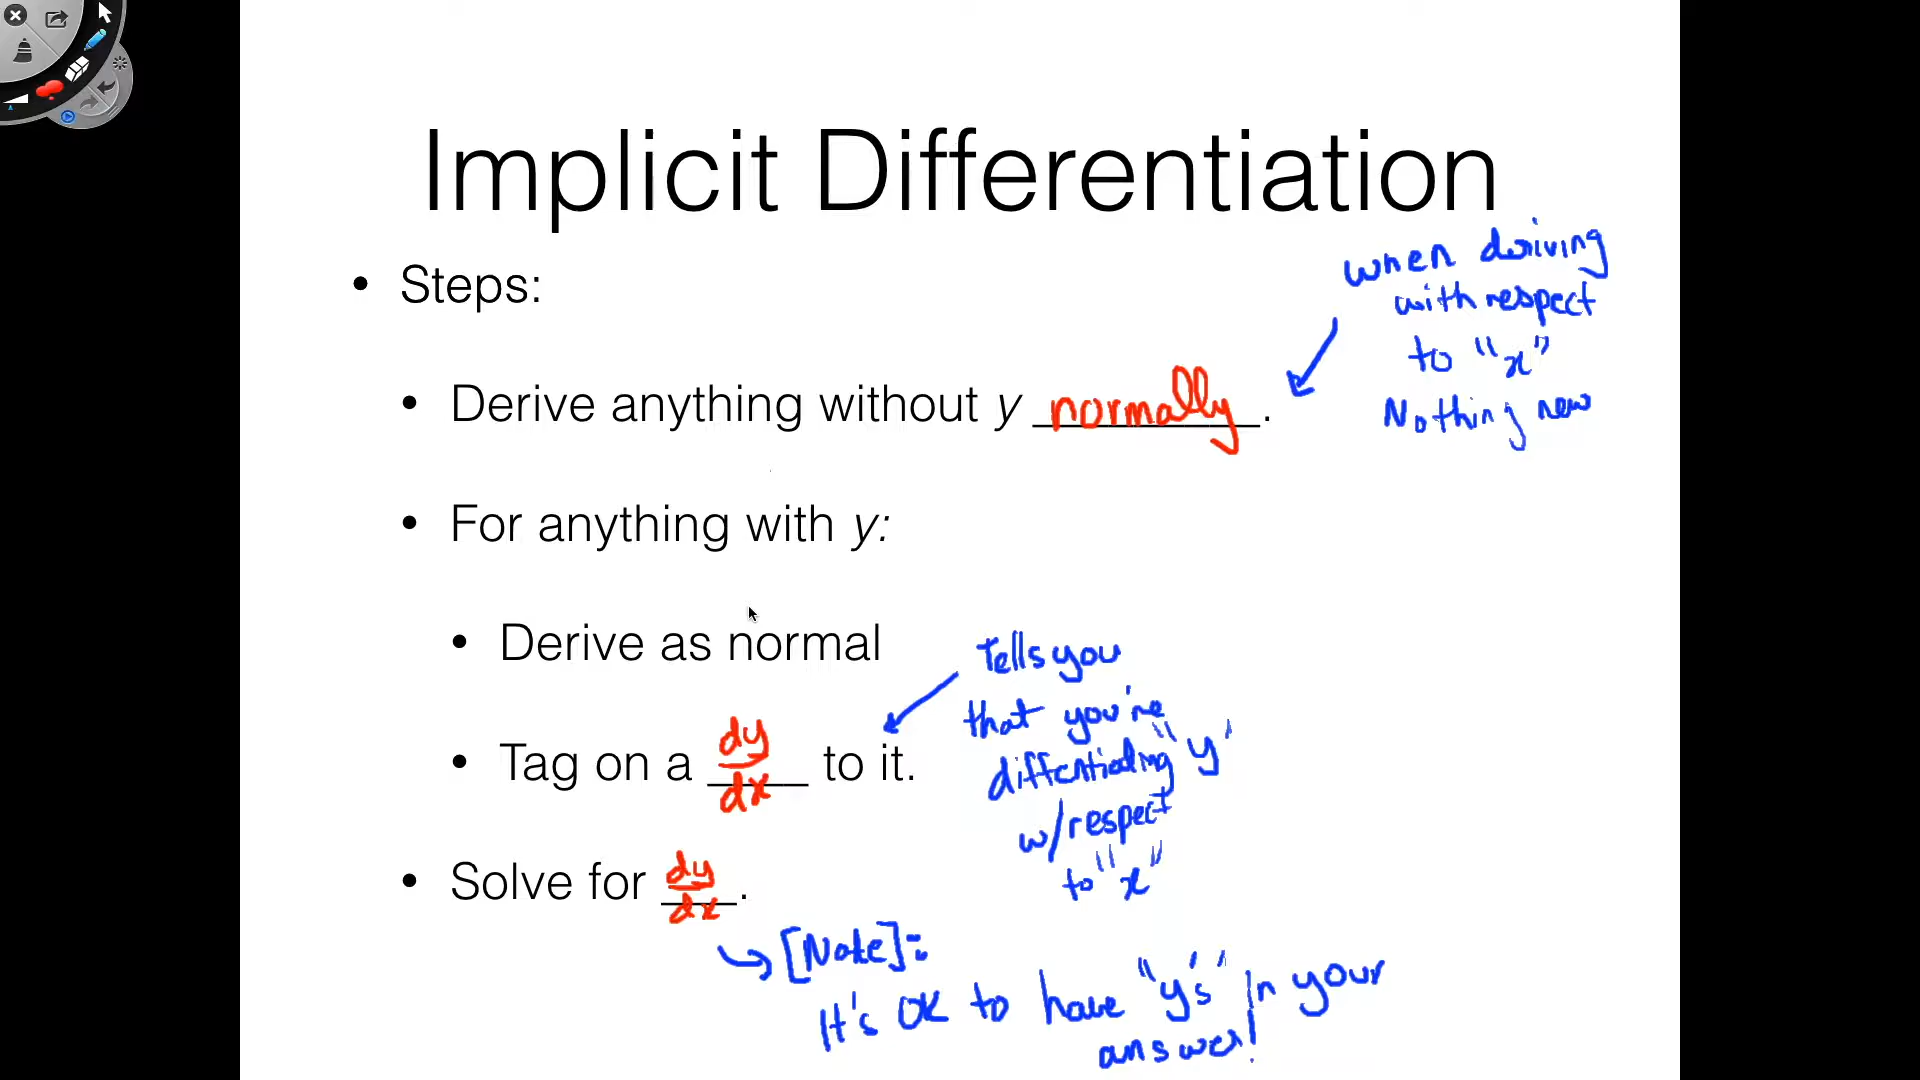 Implicit Differentiation
• Steps:
• Derive anything without y normally.
when deriving
with respect
to "x"
Nothing new
• For anything with y:
• Derive as normal
• Tag on a dy/dx to it.
Tells you
that you're
differntialing "y"
w/respect
to "x"
• Solve for dy/dx.
[Note]:
It's OK to have "y's" in your
answer!